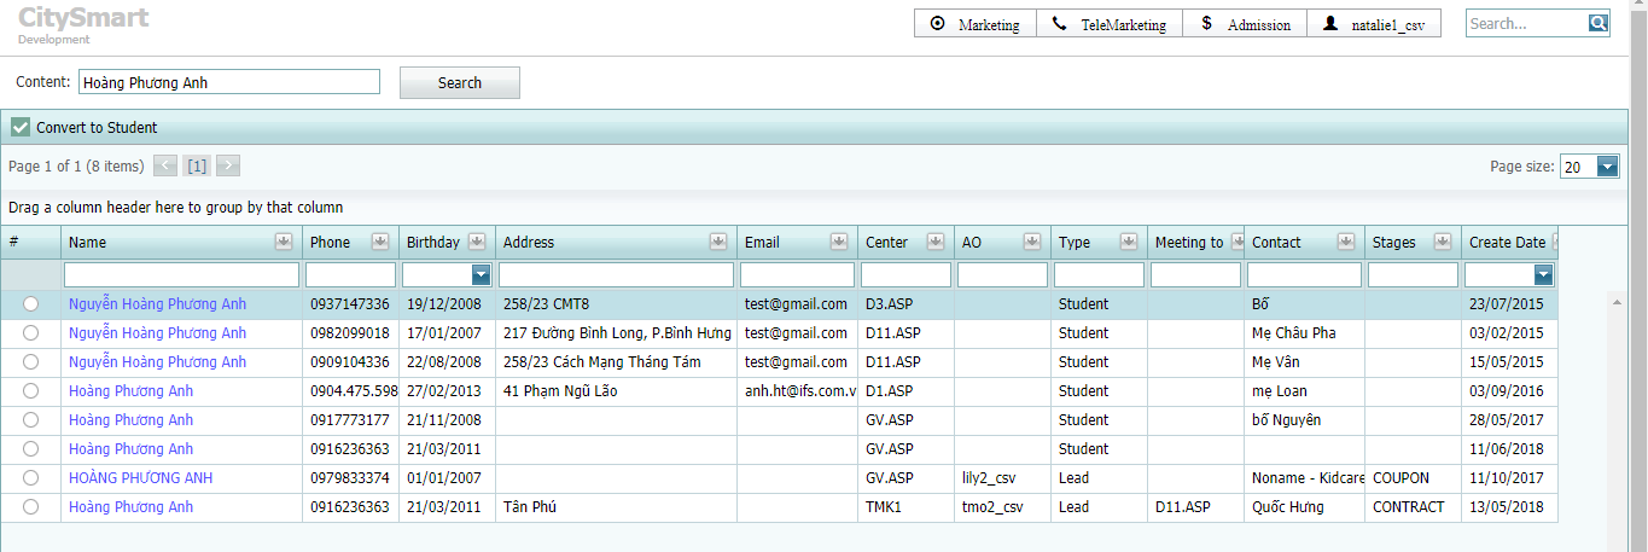 CitySmart
Development
Marketing TeleMarketing $ Admission natalie1_csv Search...
Content: Hoàng Phương Anh Search
Convert to Student
Page 1 of 1 (8 items) < [1] > Page size: 20
Drag a column header here to group by that column
# Name Phone Birthday Address Email Center AO Type Meeting to Contact Stages Create Date
Nguyễn Hoàng Phương Anh 0937147336 19/12/2008 258/23 CMT8 test@gmail.com D3.ASP Student Bố 23/07/2015
Nguyễn Hoàng Phương Anh 0982099018 17/01/2007 217 Đường Bình Long, P.Bình Hưng test@gmail.com D11.ASP Student Mẹ Châu Pha 03/02/2015
Nguyễn Hoàng Phương Anh 0909104336 22/08/2008 258/23 Cách Mạng Tháng Tám test@gmail.com D11.ASP Student Mẹ Vân 15/05/2015
Hoàng Phương Anh 0904.475.598 27/02/2013 41 Phạm Ngũ Lão anh.ht@ifs.com.v D1.ASP Student mẹ Loan 03/09/2016
Hoàng Phương Anh 0917773177 21/11/2008 GV.ASP Student bố Nguyên 28/05/2017
Hoàng Phương Anh 0916236363 21/03/2011 GV.ASP Student 11/06/2018
HOÀNG PHƯƠNG ANH 0979833374 01/01/2007 GV.ASP lily2_csv Lead Noname - Kidcare COUPON 11/10/2017
Hoàng Phương Anh 0916236363 21/03/2011 Tân Phú TMK1 tmo2_csv Lead D11.ASP Quốc Hưng CONTRACT 13/05/2018